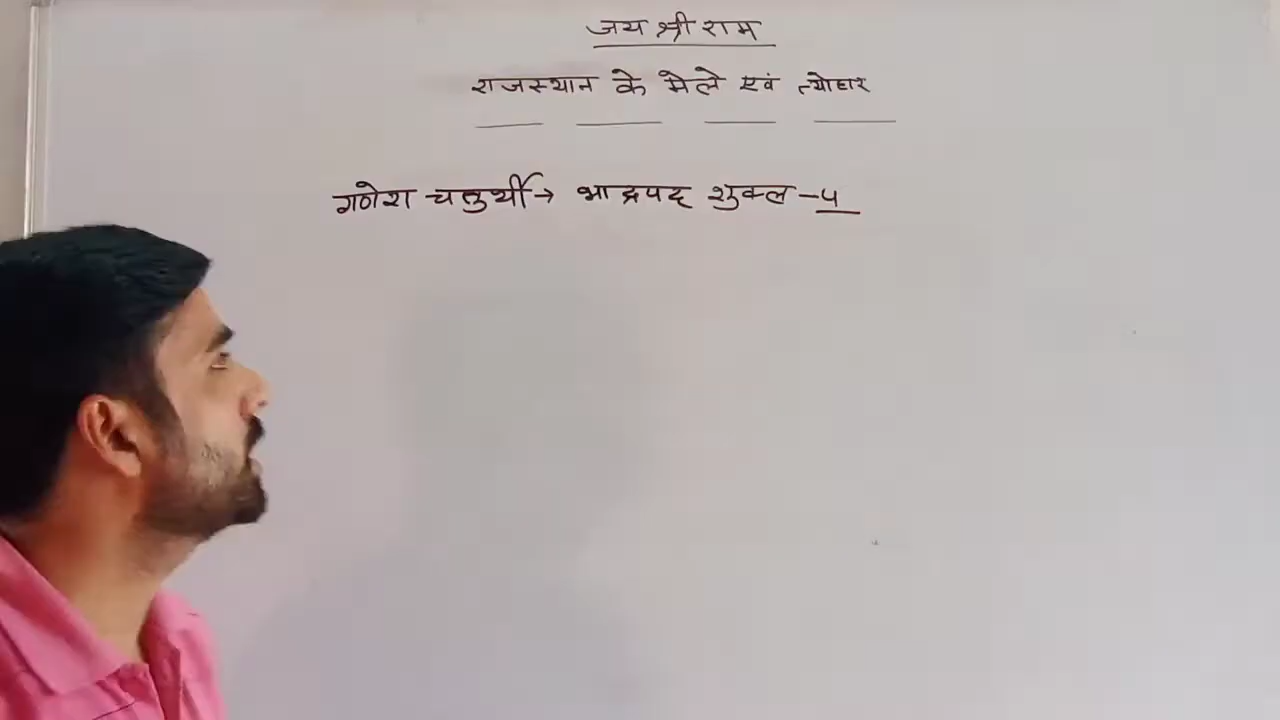 जय श्री राम
राजस्थान के मेले एवं त्योहार
गणेश चतुर्थी → भाद्रपद शुक्ल - 4